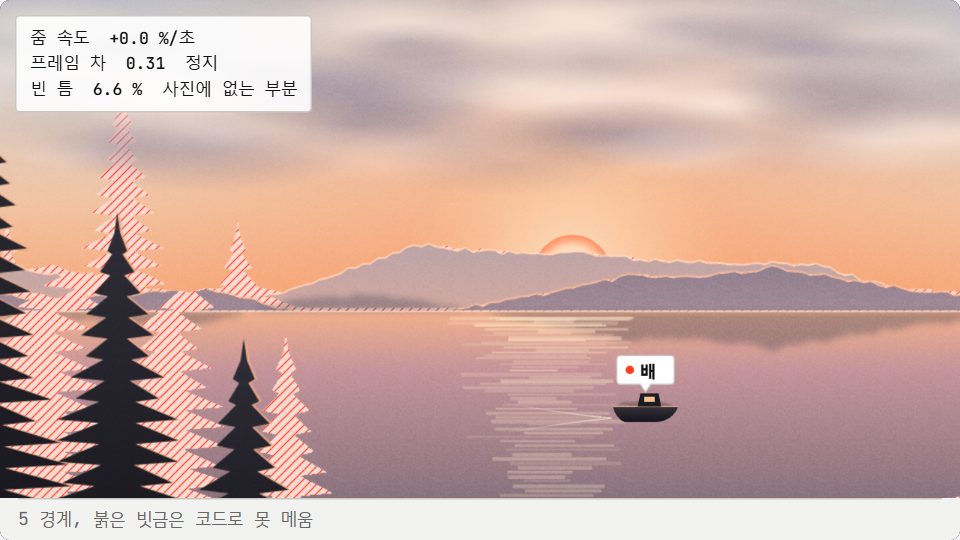 줌 속도 +0.0 %/초
프레임 차 0.31 정지
빈 틈 6.6 % 사진에 없는 부분
배
5 경계, 붉은 빗금은 코드로 못 메움